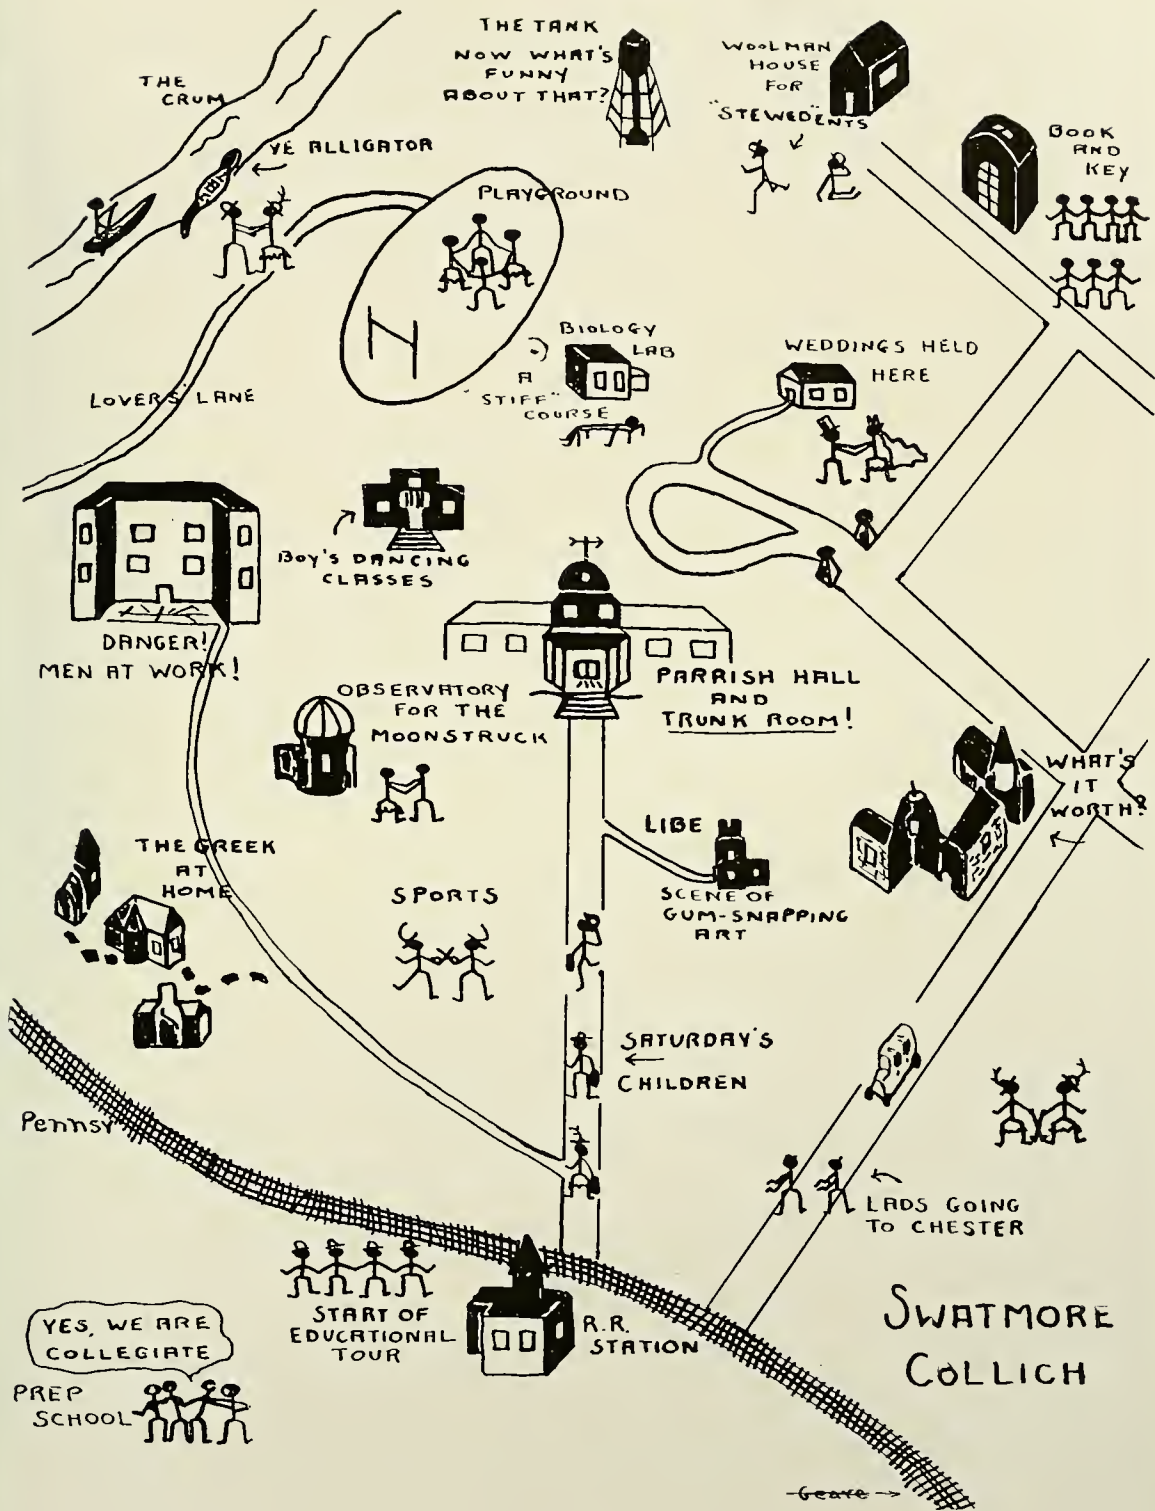 THE TANK
NOW WHAT'S
FUNNY
ABOUT THAT?
WOOLMAN
HOUSE
FOR
"STEWED"ENTS
THE
CRUM
YE ALLIGATOR
BOOK
AND
KEY
PLAYGROUND
BIOLOGY
LAB
A
"STIFF"
COURSE
WEDDINGS HELD
HERE
LOVERS' LANE
BOY'S DANCING
CLASSES
DANGER!
MEN AT WORK!
PARRISH HALL
AND
TRUNK ROOM!
OBSERVATORY
FOR THE
MOONSTRUCK
WHAT'S
IT
WORTH?
LIBE
SCENE OF
GUM-SNAPPING
ART
THE GREEK
AT
HOME
SPORTS
SATURDAY'S
CHILDREN
Pennsy
LADS GOING
TO CHESTER
START OF
EDUCATIONAL
TOUR
R.R.
STATION
SWATMORE
COLLICH
YES, WE ARE
COLLEGIATE
PREP
SCHOOL